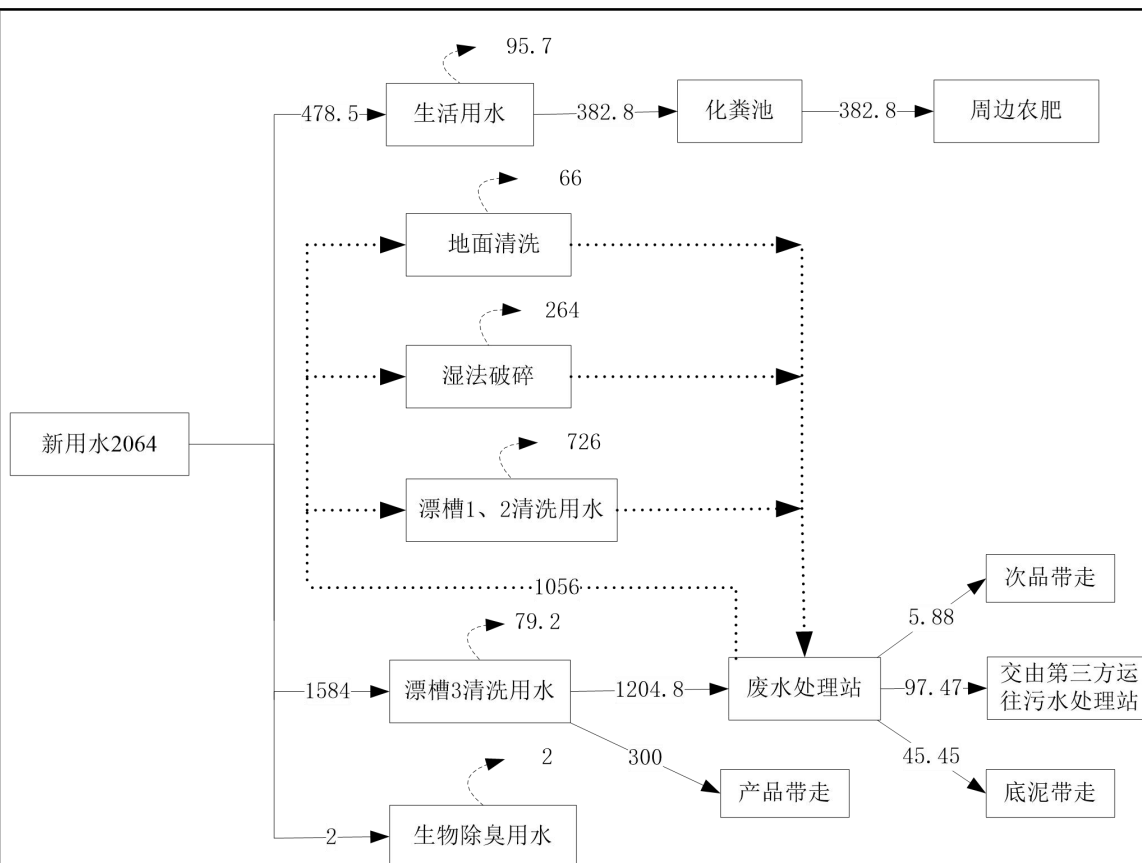 95.7
478.5
生活用水
382.8
化粪池
382.8
周边农肥
66
地面清洗
264
湿法破碎
新用水2064
726
漂槽1、2清洗用水
1056
次品带走
79.2
5.88
1584
漂槽3清洗用水
1204.8
废水处理站
97.47
交由第三方运
往污水处理站
300
45.45
2
产品带走
底泥带走
2
生物除臭用水